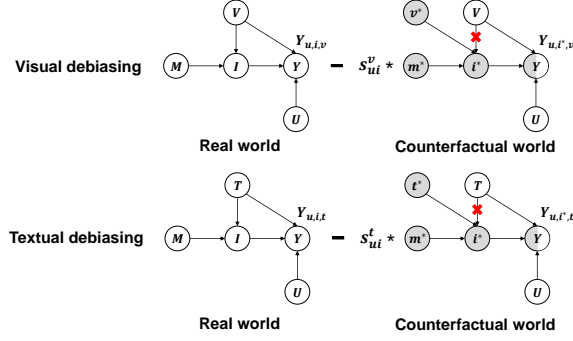 V v* V
Y_{u,i,v} Y_{u,i*,v}
Visual debiasing M I Y − s^v_{ui} * m* i* Y
U U
Real world Counterfactual world
T t* T
Y_{u,i,t} Y_{u,i*,t}
Textual debiasing M I Y − s^t_{ui} * m* i* Y
U U
Real world Counterfactual world